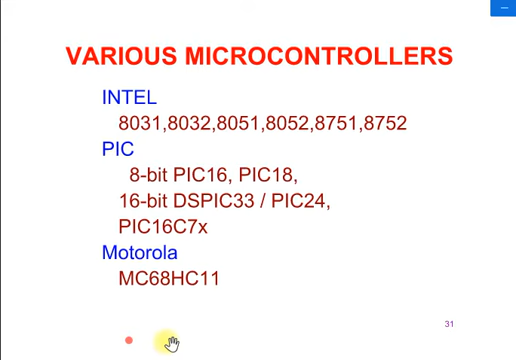 VARIOUS MICROCONTROLLERS
INTEL
8031,8032,8051,8052,8751,8752
PIC
8-bit PIC16, PIC18,
16-bit DSPIC33 / PIC24,
PIC16C7x
Motorola
MC68HC11
31